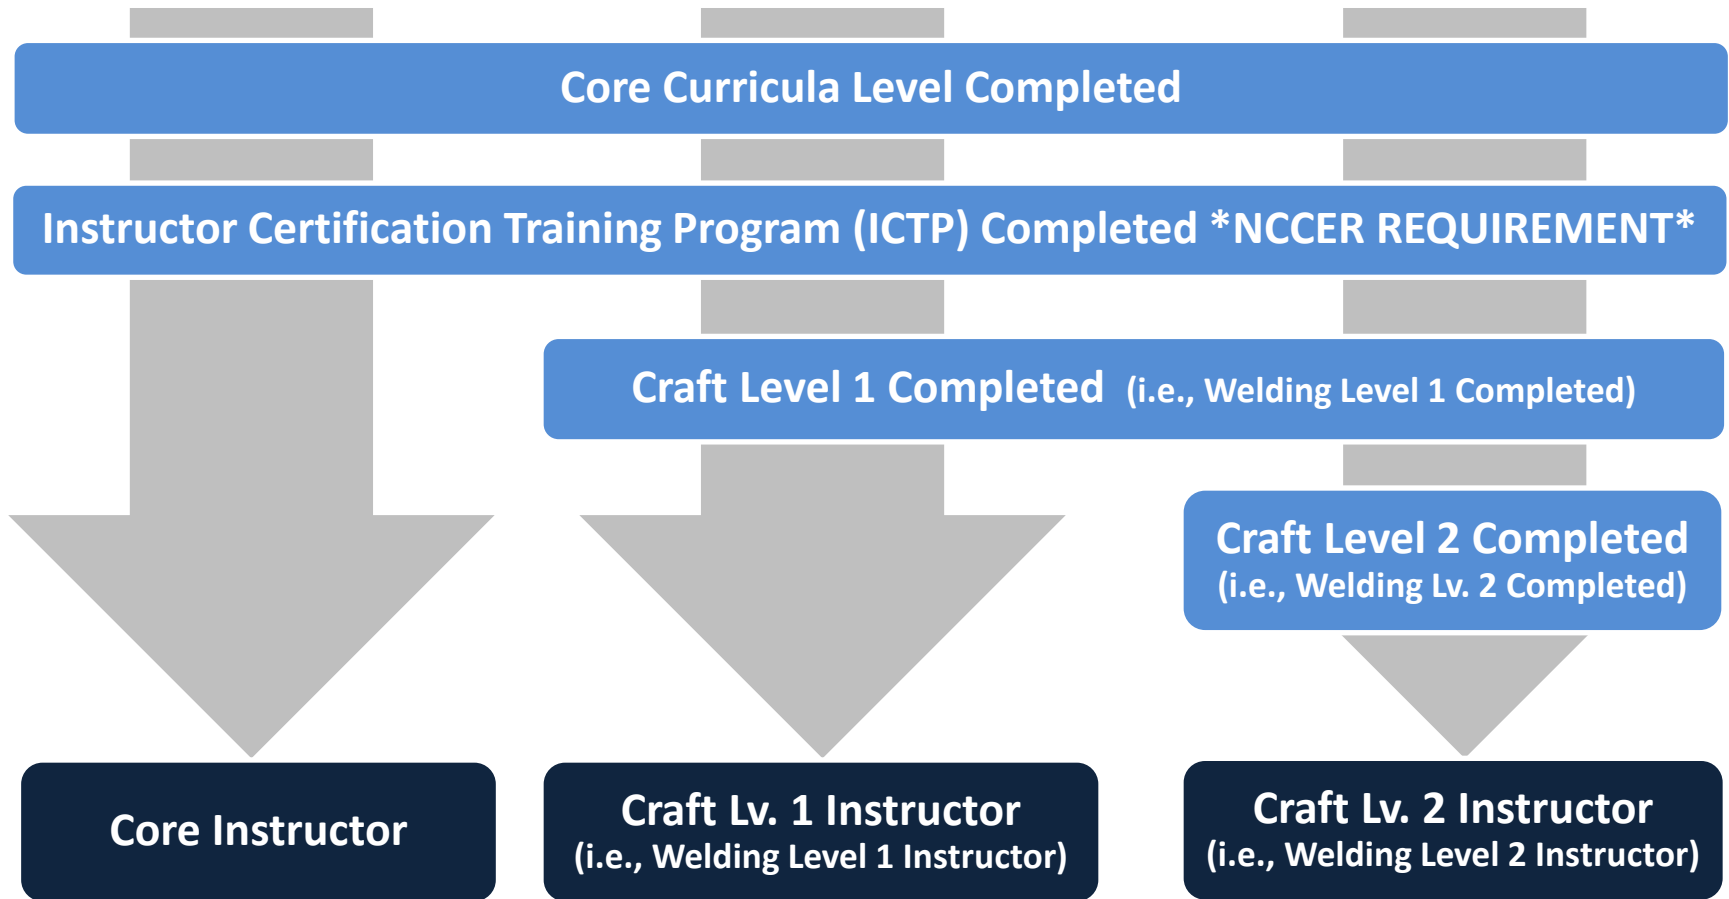 Core Curricula Level Completed
Instructor Certification Training Program (ICTP) Completed *NCCER REQUIREMENT*
Craft Level 1 Completed (i.e., Welding Level 1 Completed)
Craft Level 2 Completed
(i.e., Welding Lv. 2 Completed)
Core Instructor
Craft Lv. 1 Instructor
(i.e., Welding Level 1 Instructor)
Craft Lv. 2 Instructor
(i.e., Welding Level 2 Instructor)